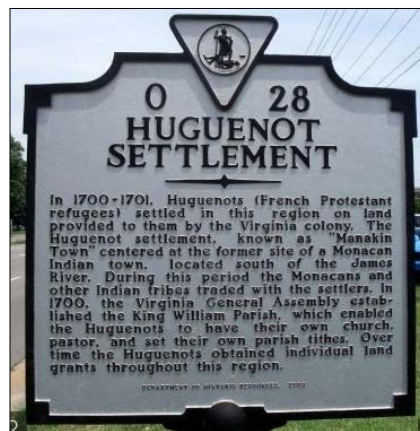 O 28
HUGUENOT
SETTLEMENT
In 1700-1701, Huguenots (French Protestant
refugees) settled in this region on land
provided to them by the Virginia colony. The
Huguenot settlement, known as "Manakin
Town" centered at the former site of a Monacan
Indian town, located south of the James
River. During this period the Monacans and
other Indian tribes traded with the settlers. In
1700, the Virginia General Assembly estab-
lished the King William Parish, which enabled
the Huguenots to have their own church,
pastor, and set their own parish tithes. Over
time the Huguenots obtained individual land
grants throughout this region.
DEPARTMENT OF HISTORIC RESOURCES,